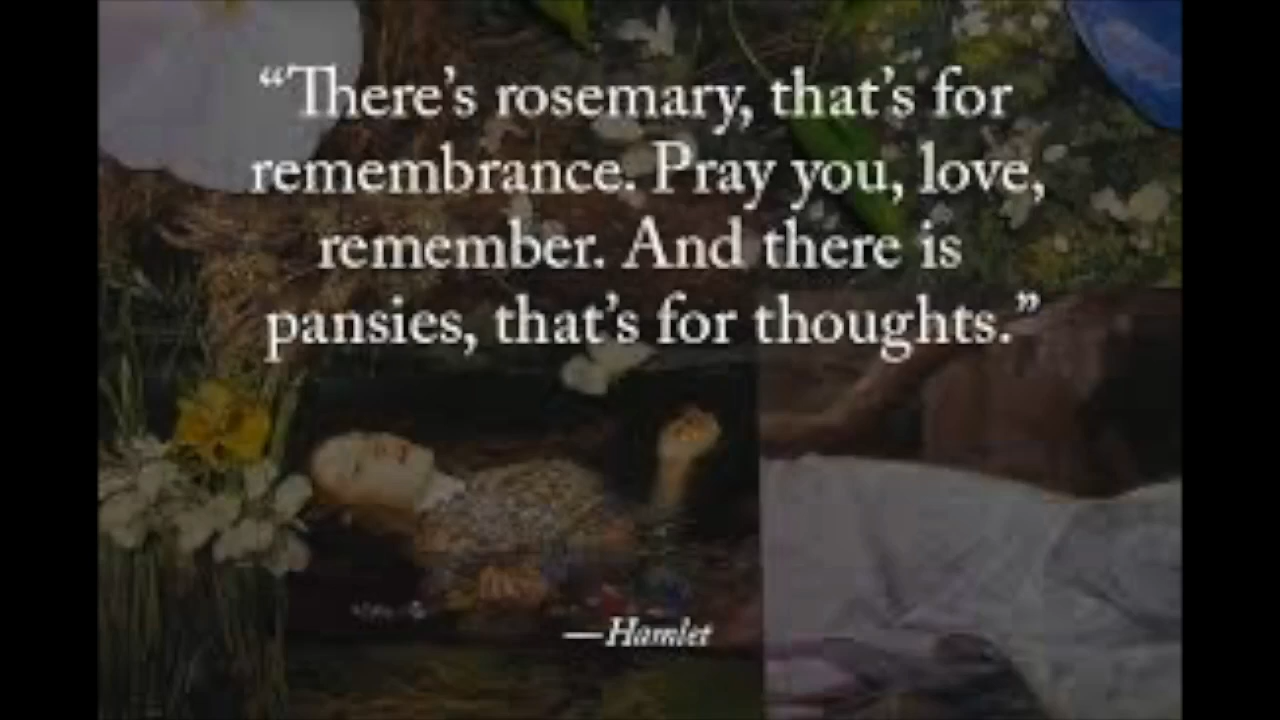 “There’s rosemary, that’s for
remembrance. Pray you, love,
remember. And there is
pansies, that’s for thoughts.”
—Hamlet